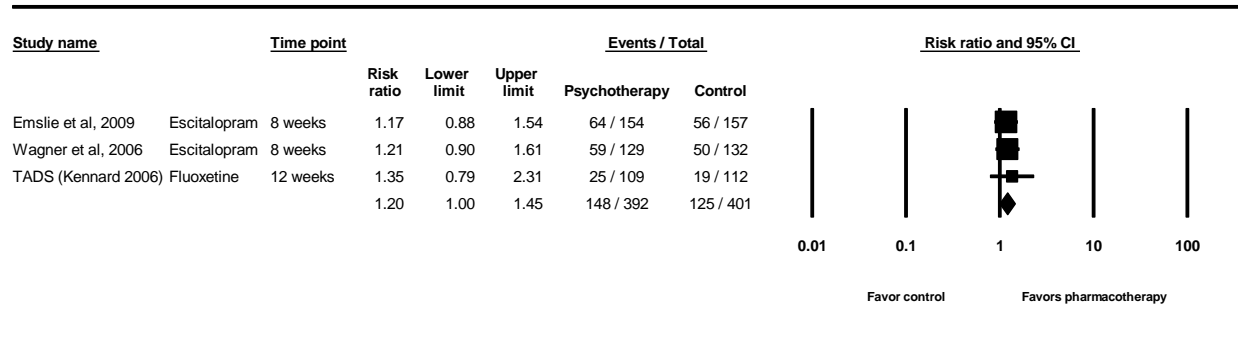 Study name Time point Events / Total Risk ratio and 95% CI
Risk ratio Lower limit Upper limit Psychotherapy Control
Emslie et al, 2009 Escitalopram 8 weeks 1.17 0.88 1.54 64 / 154 56 / 157
Wagner et al, 2006 Escitalopram 8 weeks 1.21 0.90 1.61 59 / 129 50 / 132
TADS (Kennard 2006) Fluoxetine 12 weeks 1.35 0.79 2.31 25 / 109 19 / 112
1.20 1.00 1.45 148 / 392 125 / 401
0.01 0.1 1 10 100
Favor control Favors pharmacotherapy